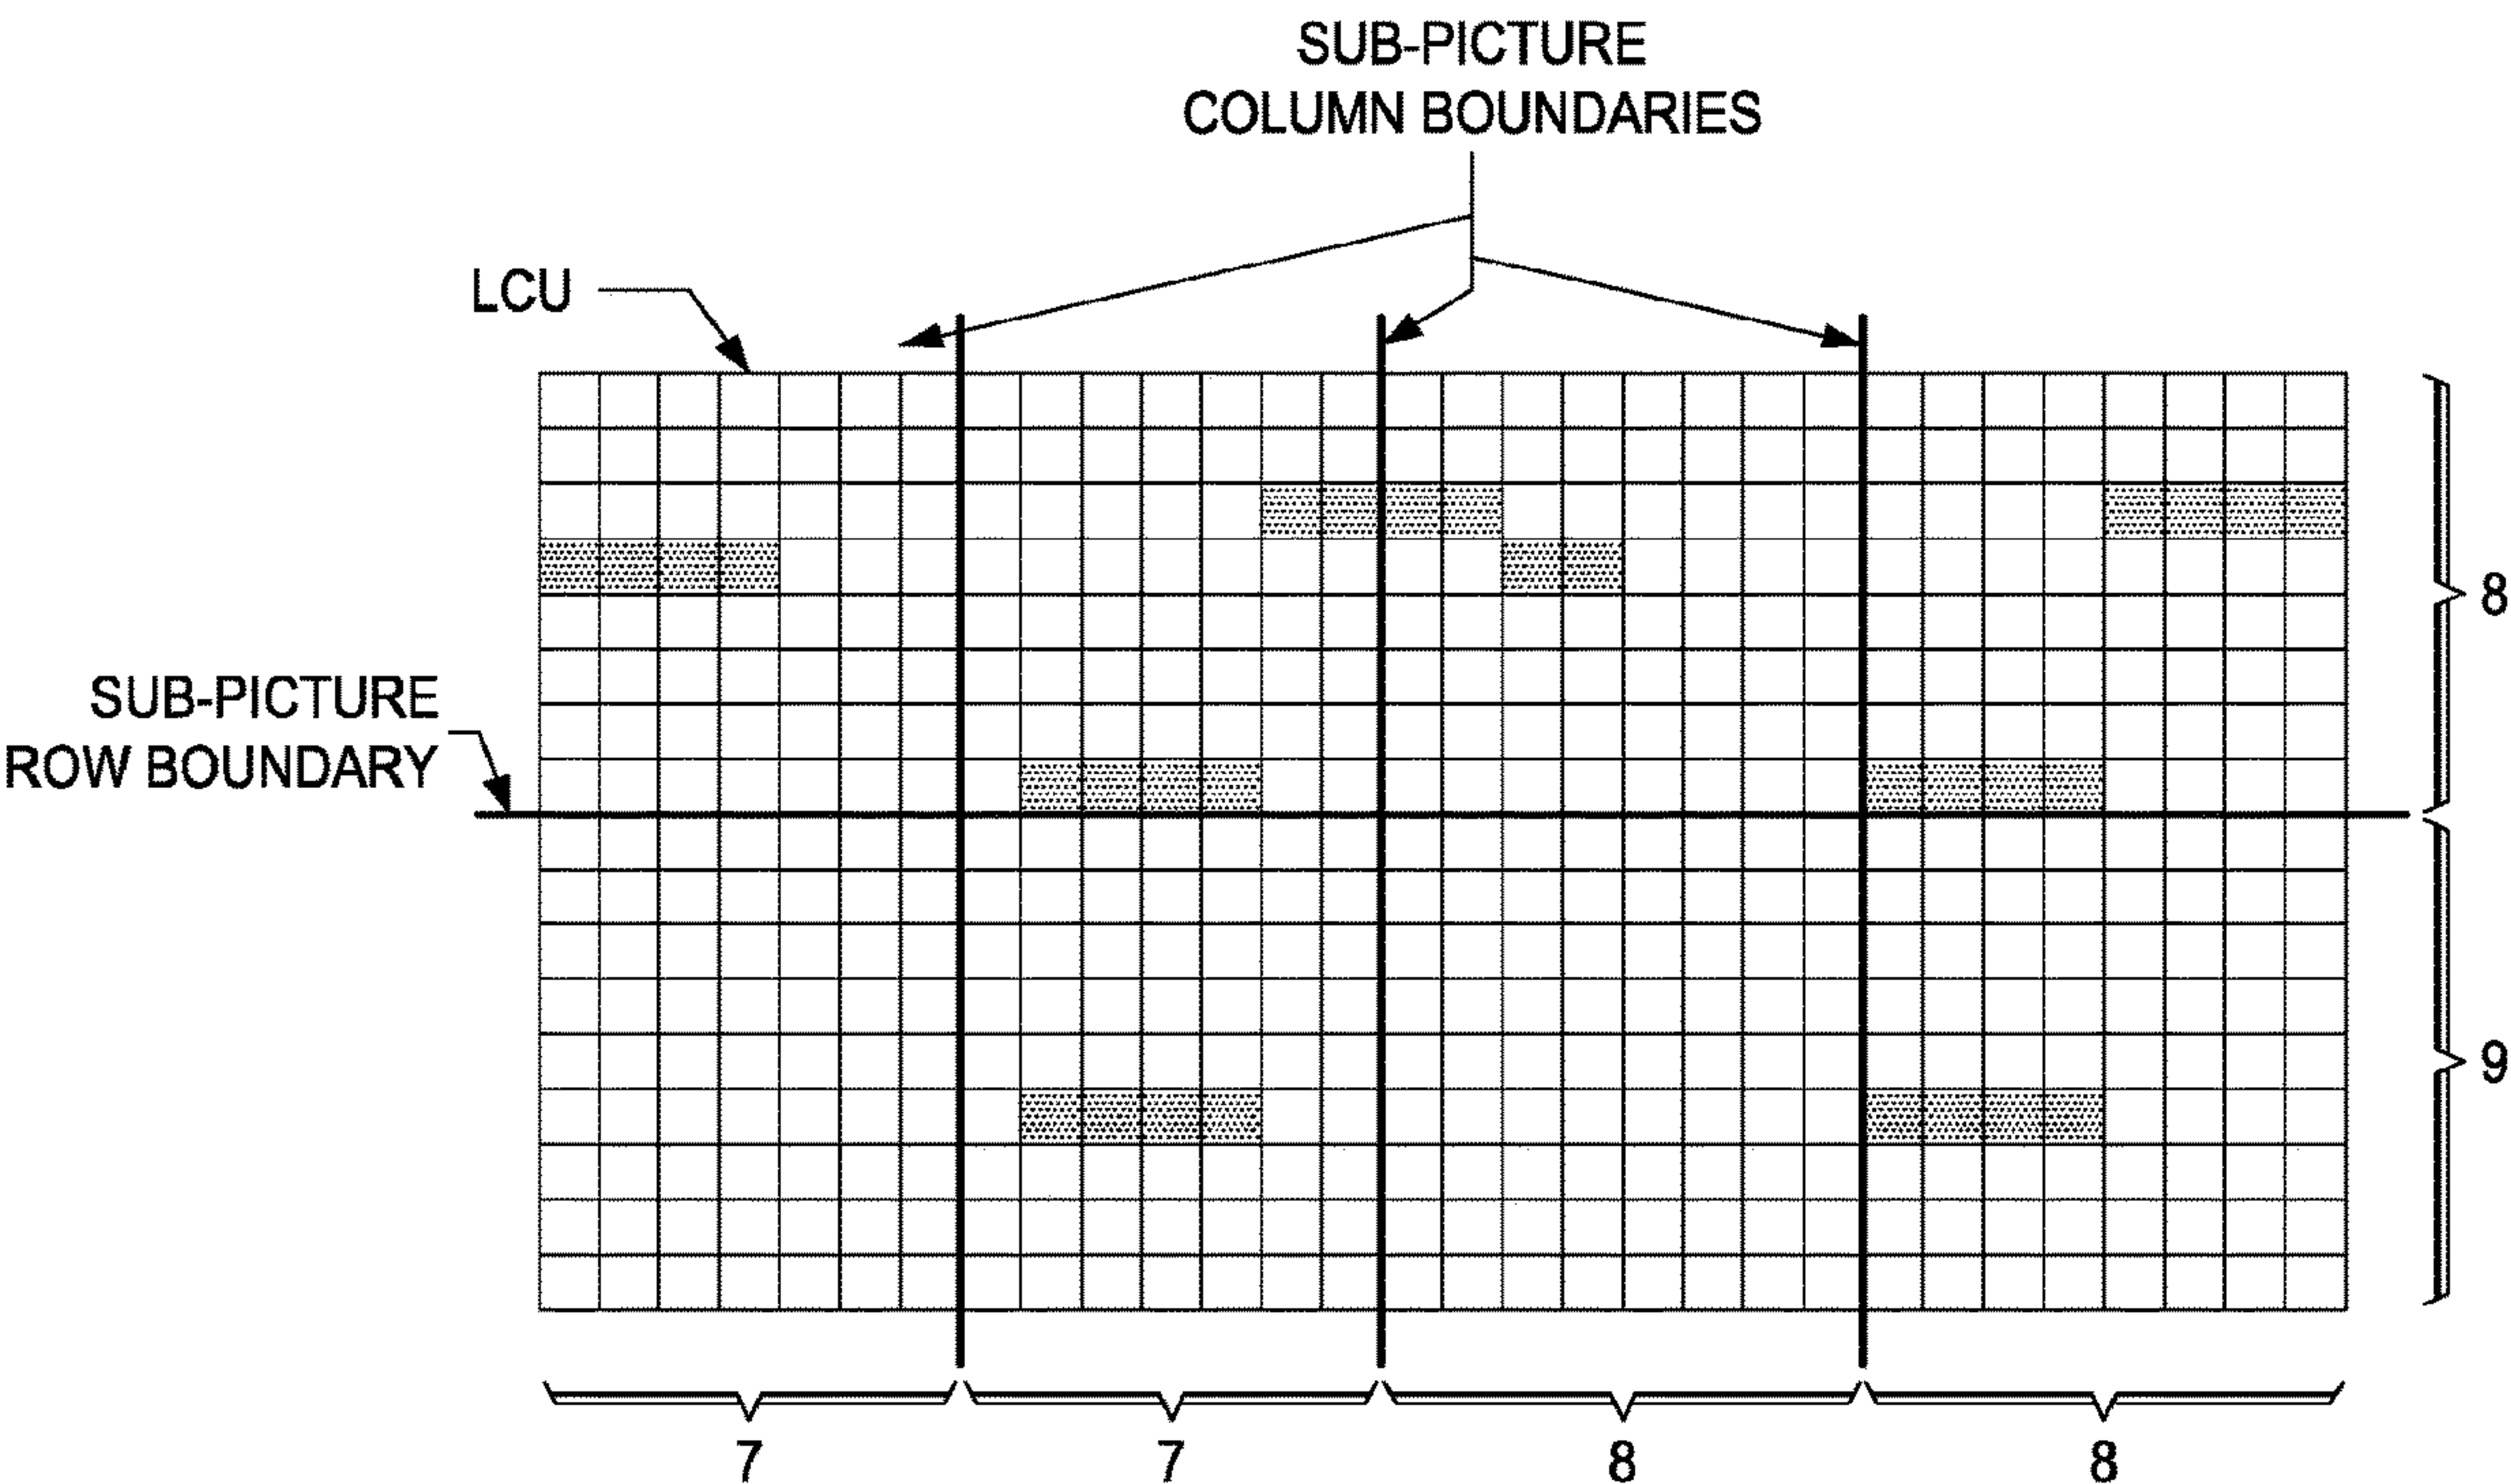 SUB-PICTURE
COLUMN BOUNDARIES
LCU
8
SUB-PICTURE
ROW BOUNDARY
9
7
7
8
8